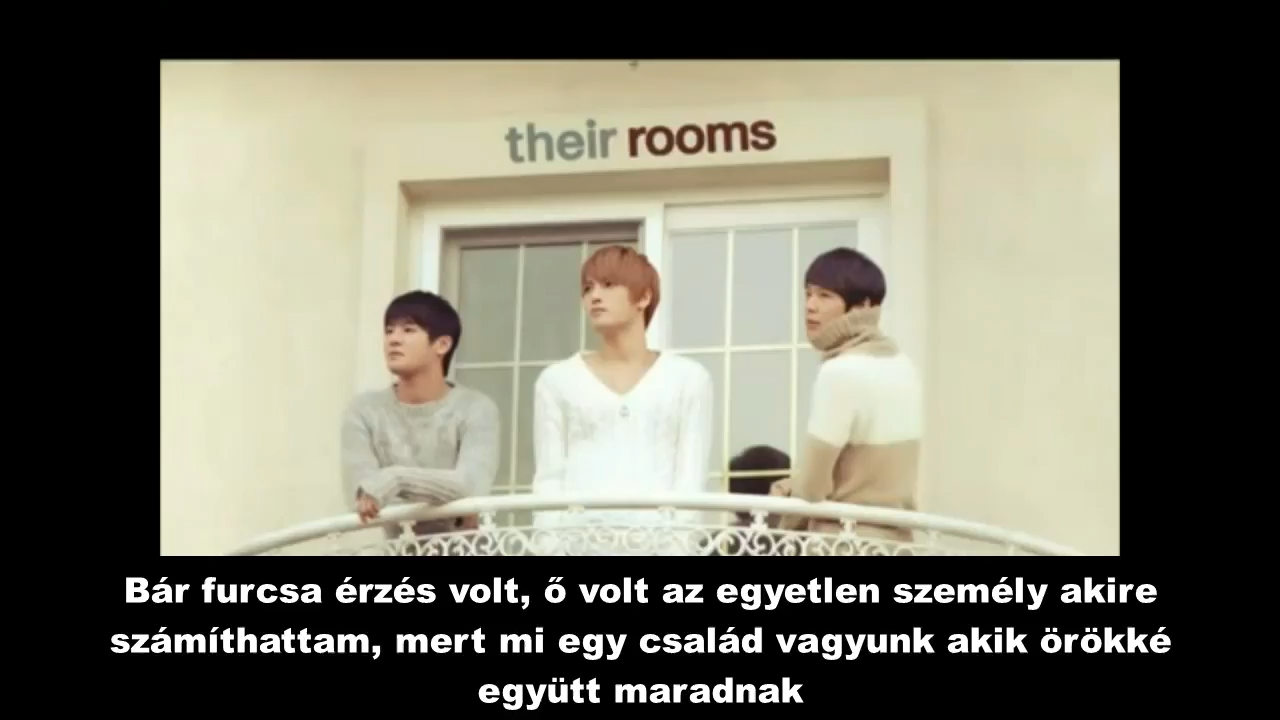 their rooms
Bár furcsa érzés volt, ő volt az egyetlen személy akire
számíthattam, mert mi egy család vagyunk akik örökké
együtt maradnak